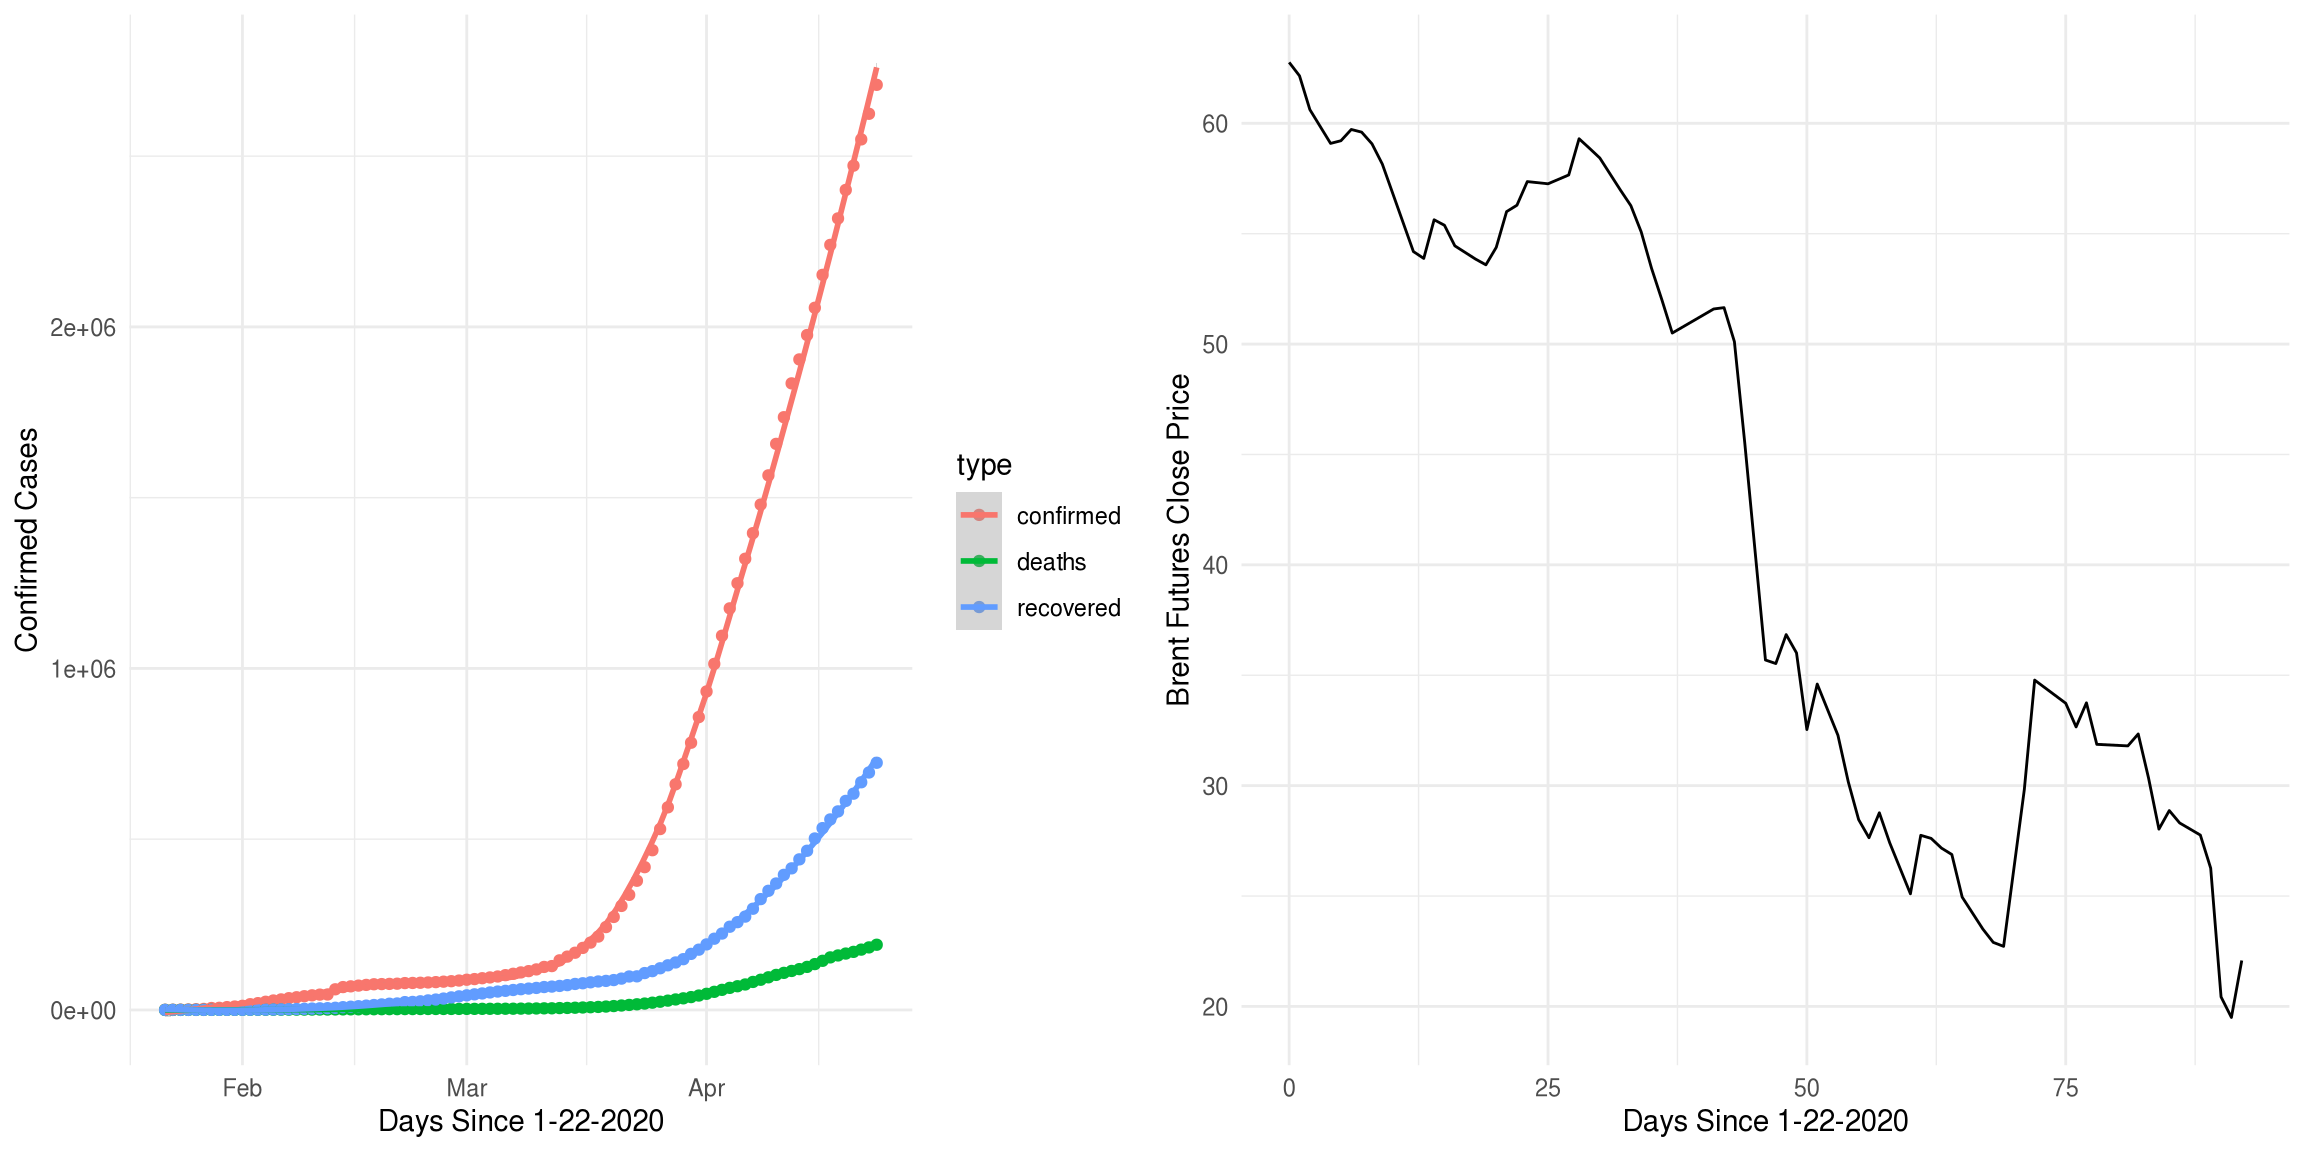 Confirmed Cases
2e+06
1e+06
0e+00
Feb
Mar
Apr
Days Since 1-22-2020
type
confirmed
deaths
recovered
Brent Futures Close Price
60
50
40
30
20
0
25
50
75
Days Since 1-22-2020